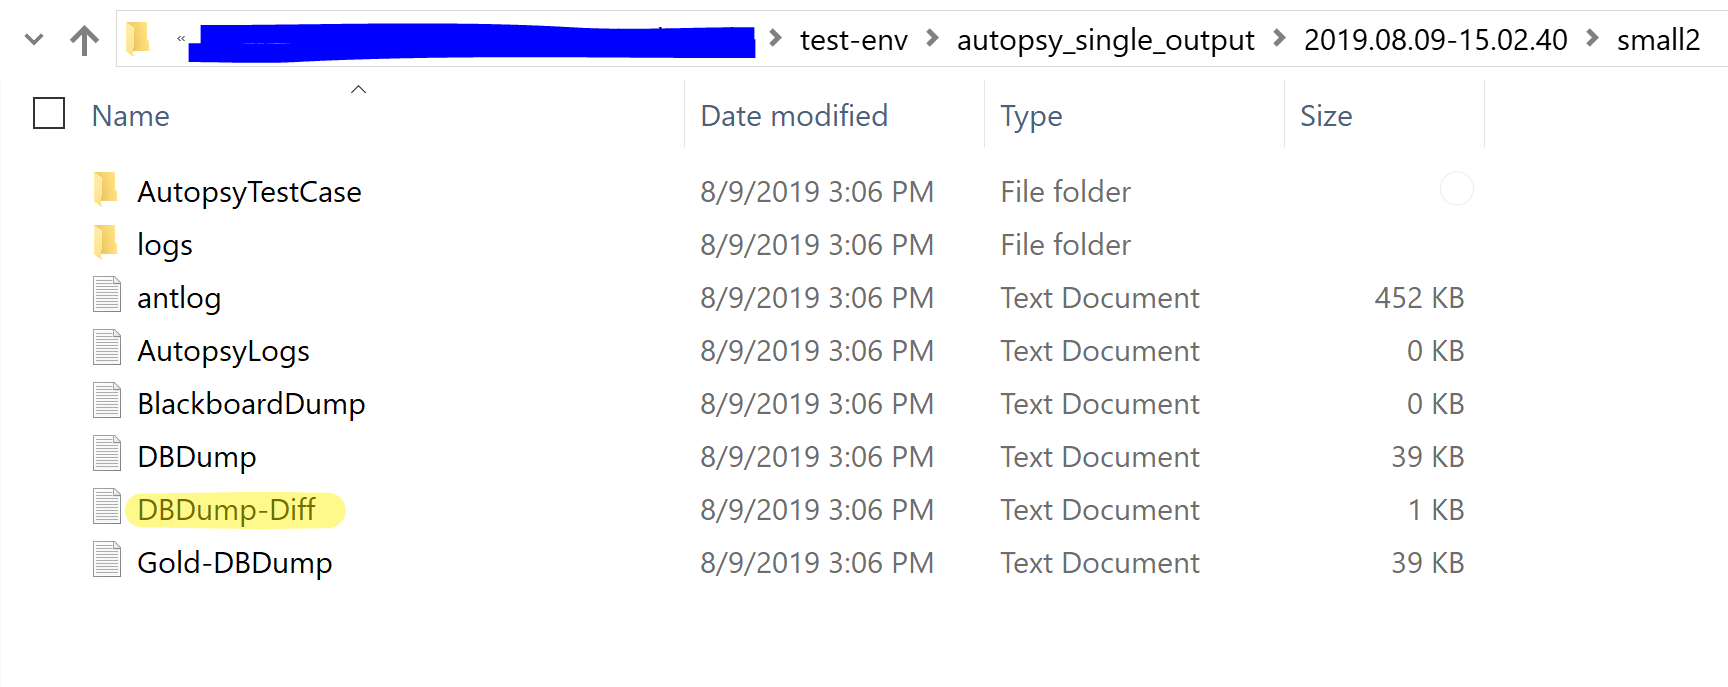 « test-env > autopsy_single_output > 2019.08.09-15.02.40 > small2
Name Date modified Type Size
AutopsyTestCase 8/9/2019 3:06 PM File folder
logs 8/9/2019 3:06 PM File folder
antlog 8/9/2019 3:06 PM Text Document 452 KB
AutopsyLogs 8/9/2019 3:06 PM Text Document 0 KB
BlackboardDump 8/9/2019 3:06 PM Text Document 0 KB
DBDump 8/9/2019 3:06 PM Text Document 39 KB
DBDump-Diff 8/9/2019 3:06 PM Text Document 1 KB
Gold-DBDump 8/9/2019 3:06 PM Text Document 39 KB